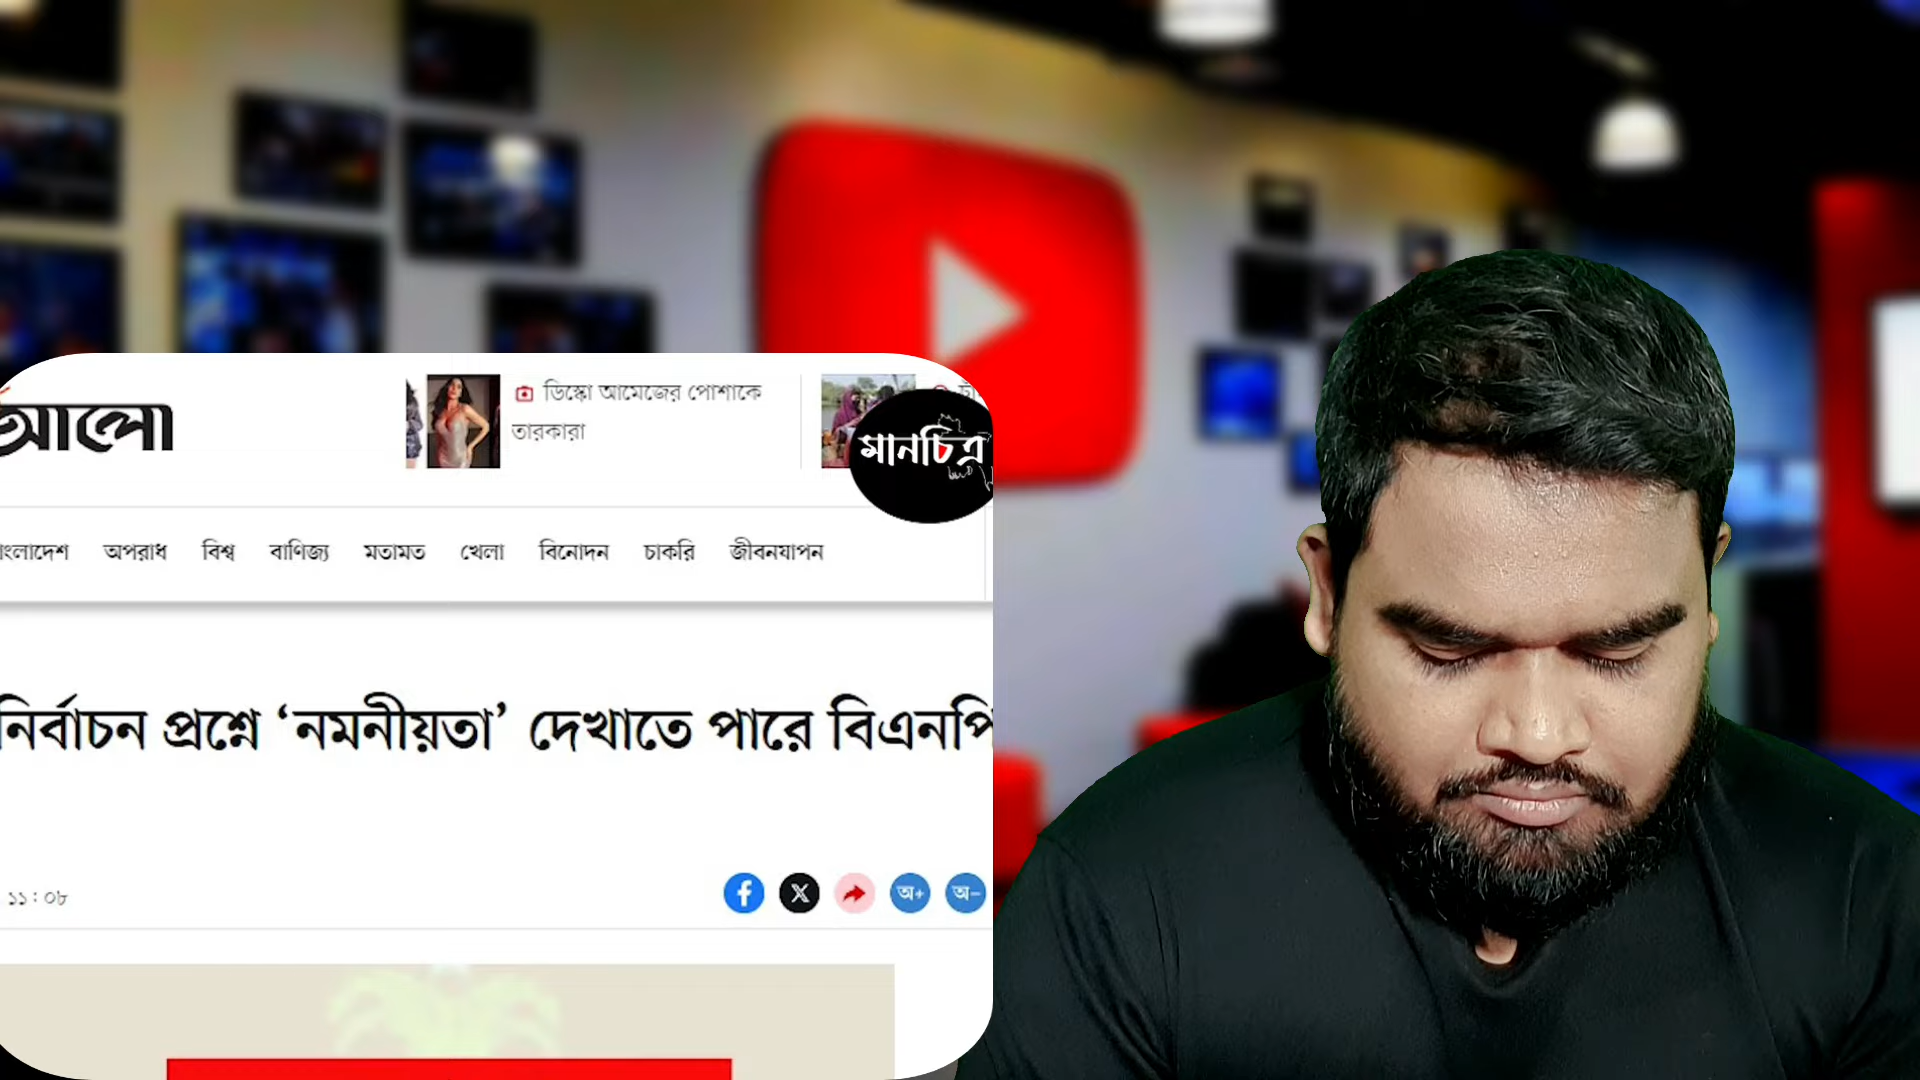 আলো
ডিস্কো আমেজের পোশাকে
তারকারা
মানচিত্র
বাংলাদেশ অপরাধ বিশ্ব বাণিজ্য মতামত খেলা বিনোদন চাকরি জীবনযাপন
নির্বাচন প্রশ্নে ‘নমনীয়তা’ দেখাতে পারে বিএনপি
১১: ০৮
অ+ অ-